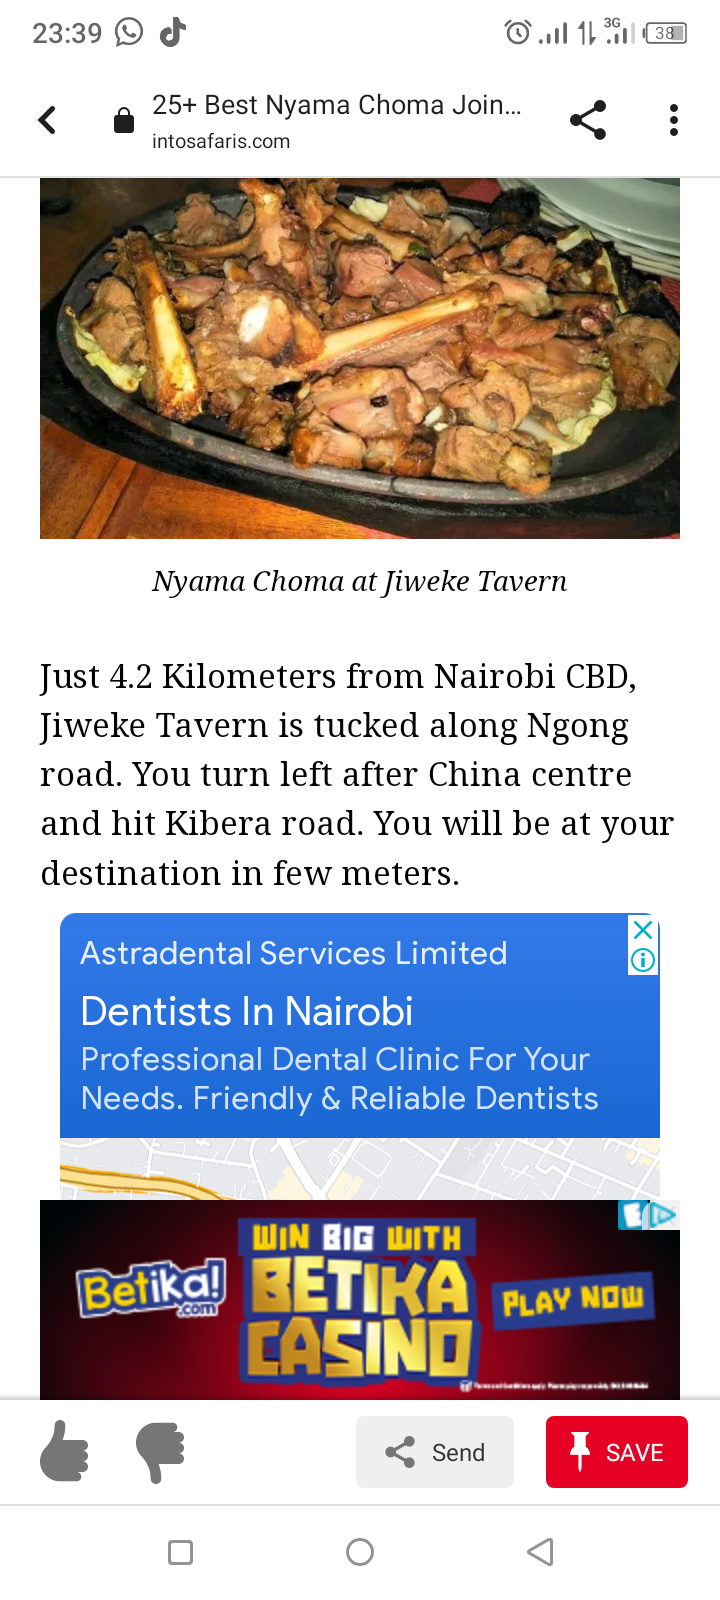 23:39
3G
38
25+ Best Nyama Choma Join...
intosafaris.com
Nyama Choma at Jiweke Tavern
Just 4.2 Kilometers from Nairobi CBD,
Jiweke Tavern is tucked along Ngong
road. You turn left after China centre
and hit Kibera road. You will be at your
destination in few meters.
Astradental Services Limited
Dentists In Nairobi
Professional Dental Clinic For Your
Needs. Friendly & Reliable Dentists
Betika!
.com
WIN BIG WITH
BETIKA
CASINO
PLAY NOW
Send
SAVE